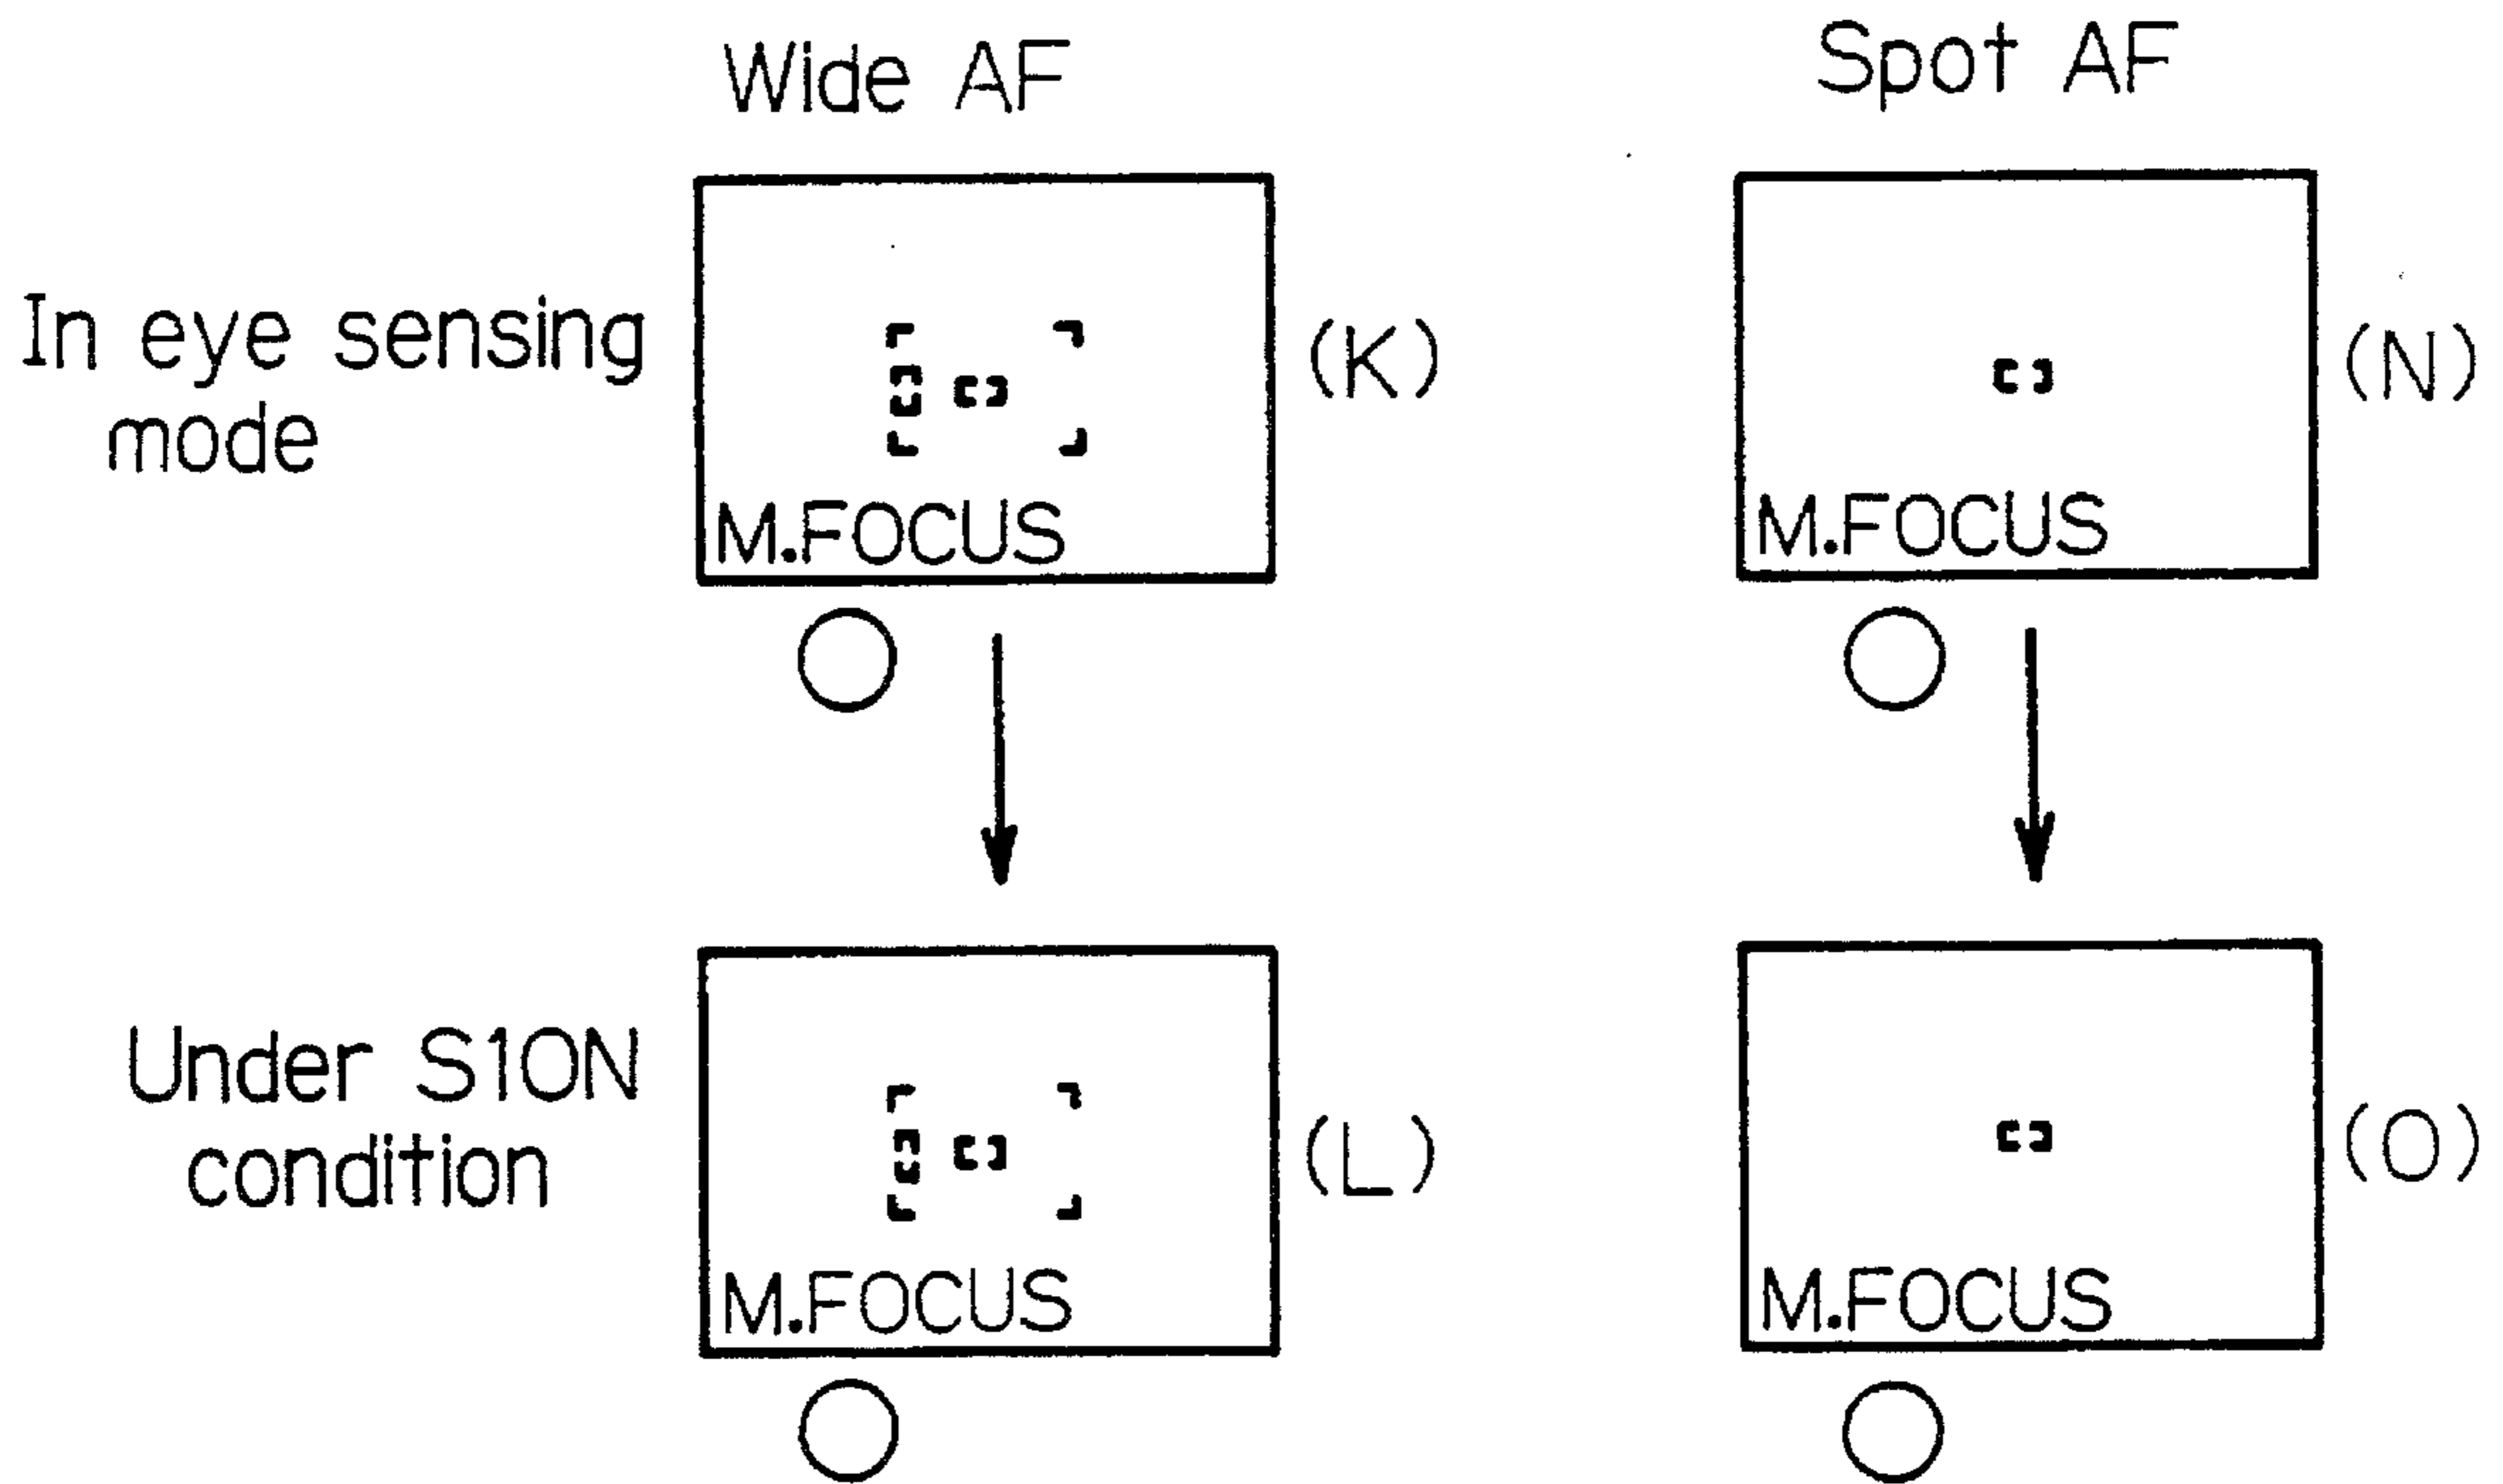 Wide AF
Spot AF
In eye sensing
mode
(K)
(N)
M.FOCUS
M.FOCUS
Under S1ON
condition
(L)
(O)
M.FOCUS
M.FOCUS